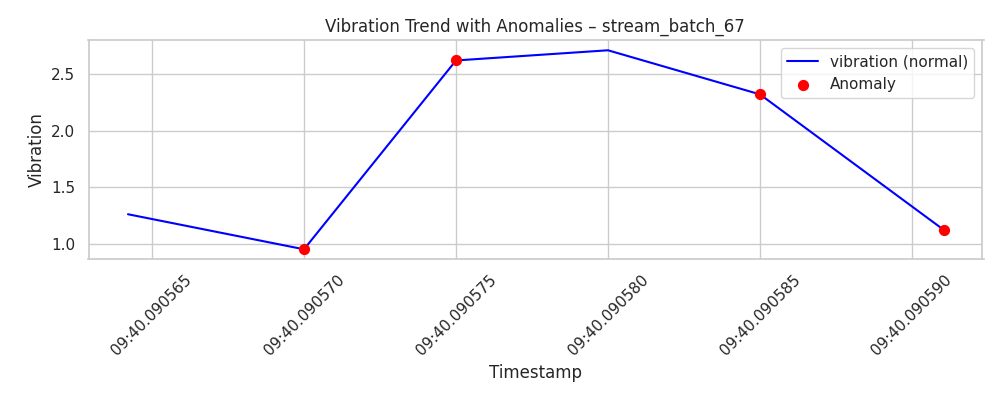 Vibration Trend with Anomalies – stream_batch_67
vibration (normal)
Anomaly
Vibration
2.5
2.0
1.5
1.0
09:40.090565
09:40.090570
09:40.090575
09:40.090580
09:40.090585
09:40.090590
Timestamp